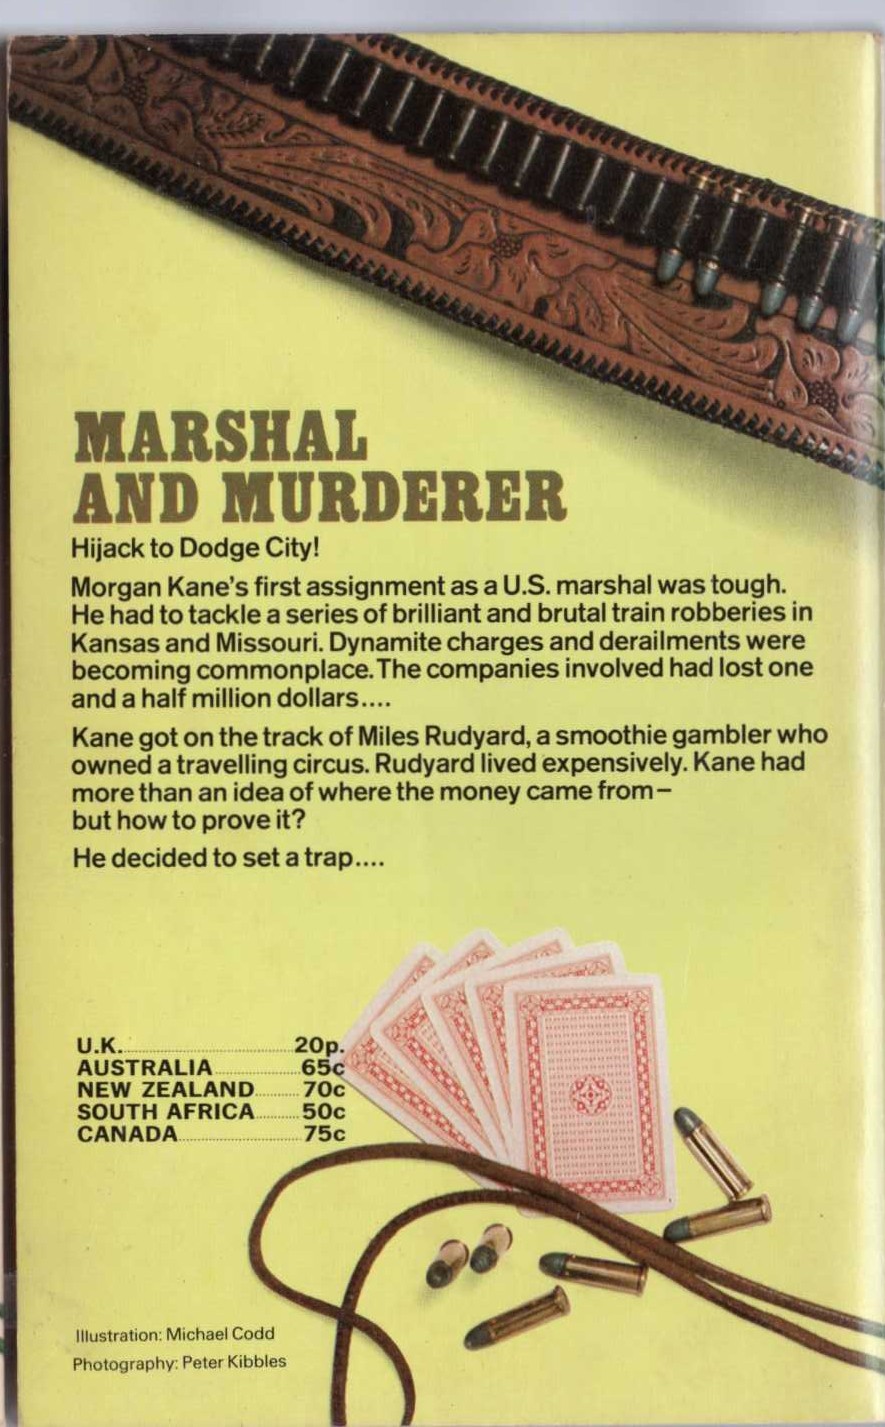 MARSHAL
AND MURDERER
Hijack to Dodge City!
Morgan Kane's first assignment as a U.S. marshal was tough.
He had to tackle a series of brilliant and brutal train robberies in
Kansas and Missouri. Dynamite charges and derailments were
becoming commonplace. The companies involved had lost one
and a half million dollars....
Kane got on the track of Miles Rudyard, a smoothie gambler who
owned a travelling circus. Rudyard lived expensively. Kane had
more than an idea of where the money came from–
but how to prove it?
He decided to set a trap....
U.K. 20p.
AUSTRALIA 65c
NEW ZEALAND 70c
SOUTH AFRICA 50c
CANADA 75c
Illustration: Michael Codd
Photography: Peter Kibbles